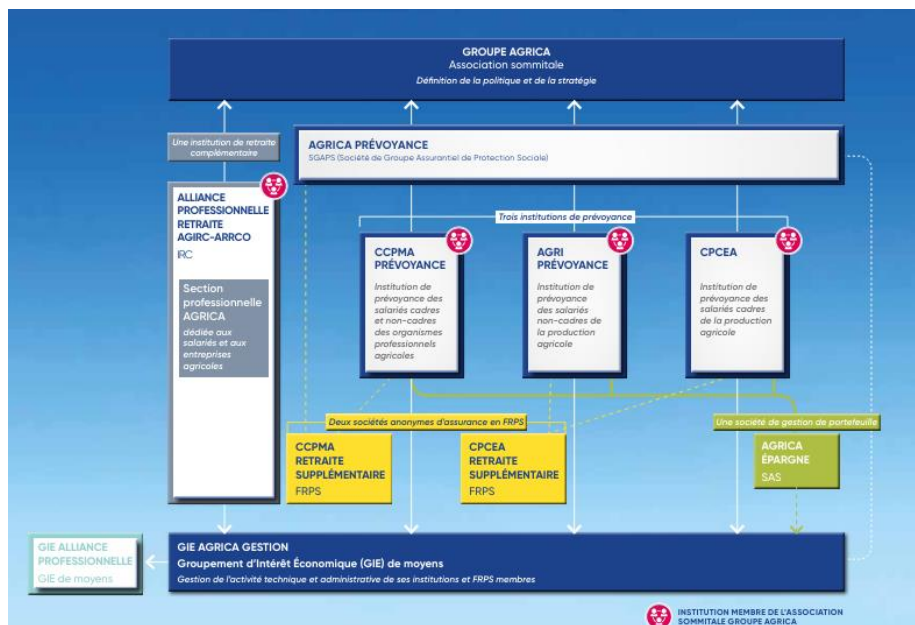 GROUPE AGRICA
Association sommitale
Définition de la politique et de la stratégie
Une institution de retraite
complémentaire
AGRICA PRÉVOYANCE
SGAPS (Société de Groupe Assurantiel de Protection Sociale)
ALLIANCE
PROFESSIONNELLE
RETRAITE
AGIRC-ARRCO
IRC
Section
professionnelle
AGRICA
dédiée aux
salariés et aux
entreprises
agricoles
Trois institutions de prévoyance
CCPMA
PRÉVOYANCE
Institution de
prévoyance des
salariés cadres
et non-cadres
des organismes
professionnels
agricoles
AGRI
PRÉVOYANCE
Institution de
prévoyance
des salariés
non-cadres de
la production
agricole
CPCEA
Institution de
prévoyance des
salariés cadres
de la production
agricole
Deux sociétés anonymes d'assurance en FRPS
CCPMA
RETRAITE
SUPPLÉMENTAIRE
FRPS
CPCEA
RETRAITE
SUPPLÉMENTAIRE
FRPS
Une société de gestion de portefeuille
AGRICA
ÉPARGNE
SAS
GIE ALLIANCE
PROFESSIONNELLE
GIE de moyens
GIE AGRICA GESTION
Groupement d'Intérêt Économique (GIE) de moyens
Gestion de l'activité technique et administrative de ses institutions et FRPS membres
INSTITUTION MEMBRE DE L'ASSOCIATION
SOMMITALE GROUPE AGRICA